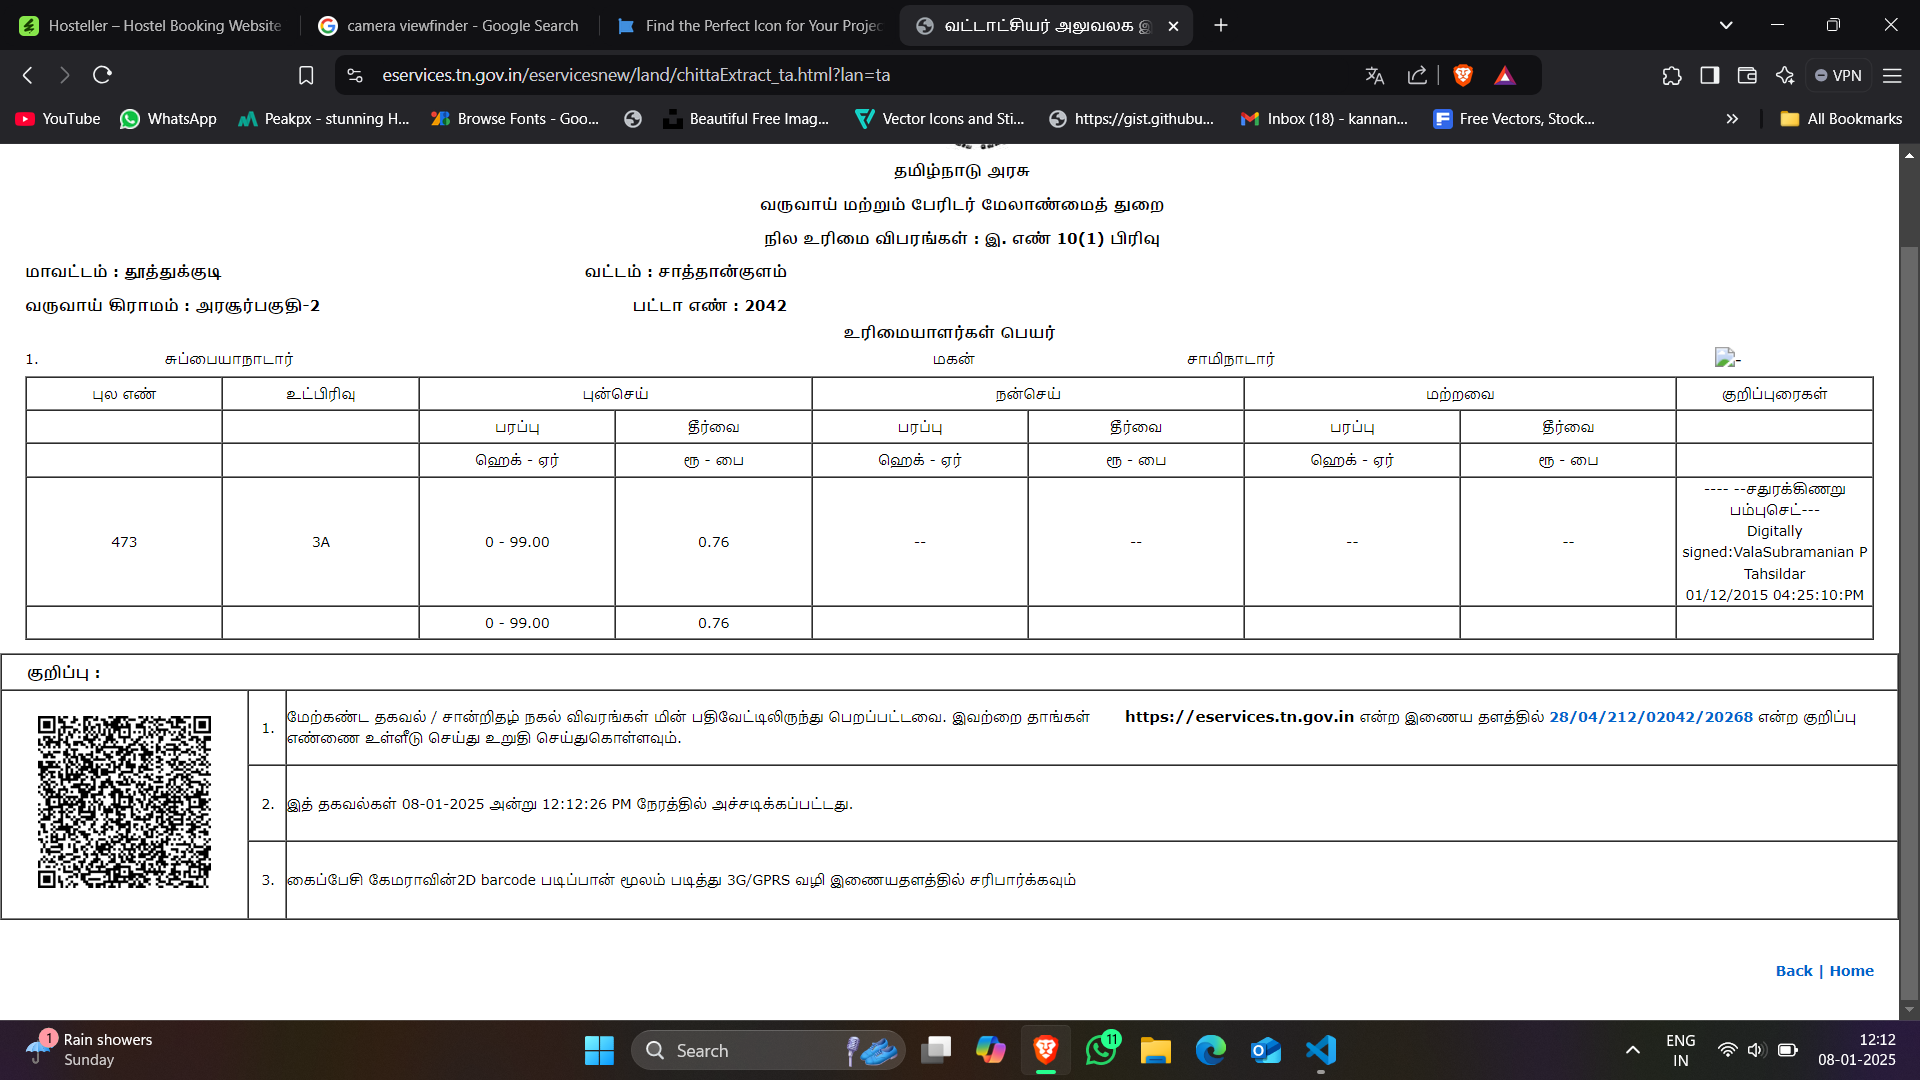 Hosteller – Hostel Booking Website
camera viewfinder - Google Search
Find the Perfect Icon for Your Projec
வட்டாட்சியர் அலுவலக இ
eservices.tn.gov.in/eservicesnew/land/chittaExtract_ta.html?lan=ta
VPN
YouTube
WhatsApp
Peakpx - stunning H...
Browse Fonts - Goo...
Beautiful Free Imag...
Vector Icons and Sti...
https://gist.githubu...
Inbox (18) - kannan...
Free Vectors, Stock...
All Bookmarks
தமிழ்நாடு அரசு
வருவாய் மற்றும் பேரிடர் மேலாண்மைத் துறை
நில உரிமை விபரங்கள் : இ. எண் 10(1) பிரிவு
மாவட்டம் : தூத்துக்குடி வட்டம் : சாத்தான்குளம்
வருவாய் கிராமம் : அரசூர்பகுதி-2 பட்டா எண் : 2042
உரிமையாளர்கள் பெயர்
1. சுப்பையாநாடார் மகன் சாமிநாடார் -
புல எண் உட்பிரிவு புன்செய் நன்செய் மற்றவை குறிப்புரைகள்
பரப்பு தீர்வை பரப்பு தீர்வை பரப்பு தீர்வை
ஹெக் - ஏர் ரூ - பை ஹெக் - ஏர் ரூ - பை ஹெக் - ஏர் ரூ - பை
473 3A 0 - 99.00 0.76 -- -- -- --
---- --சதுரக்கிணறு
பம்புசெட்---
Digitally
signed:ValaSubramanian P
Tahsildar
01/12/2015 04:25:10:PM
0 - 99.00 0.76
குறிப்பு :
1. மேற்கண்ட தகவல் / சான்றிதழ் நகல் விவரங்கள் மின் பதிவேட்டிலிருந்து பெறப்பட்டவை. இவற்றை தாங்கள் https://eservices.tn.gov.in என்ற இணைய தளத்தில் 28/04/212/02042/20268 என்ற குறிப்பு
எண்ணை உள்ளீடு செய்து உறுதி செய்துகொள்ளவும்.
2. இத் தகவல்கள் 08-01-2025 அன்று 12:12:26 PM நேரத்தில் அச்சடிக்கப்பட்டது.
3. கைப்பேசி கேமராவின்2D barcode படிப்பான் மூலம் படித்து 3G/GPRS வழி இணையதளத்தில் சரிபார்க்கவும்
Back | Home
1
Rain showers
Sunday
Search
11
ENG
IN
12:12
08-01-2025